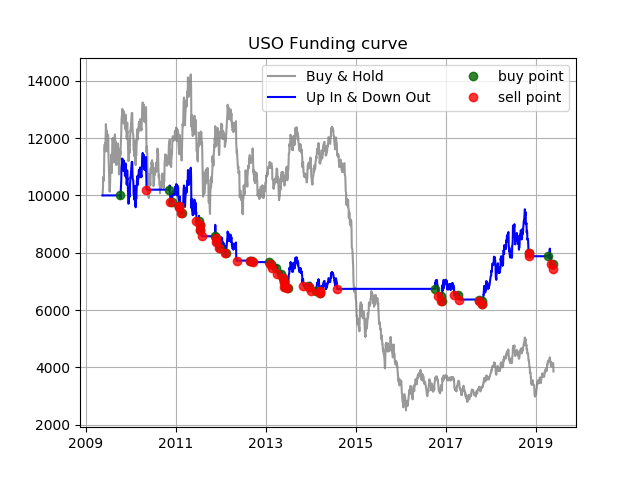 USO Funding curve
Buy & Hold
Up In & Down Out
buy point
sell point
14000
12000
10000
8000
6000
4000
2000
2009 2011 2013 2015 2017 2019